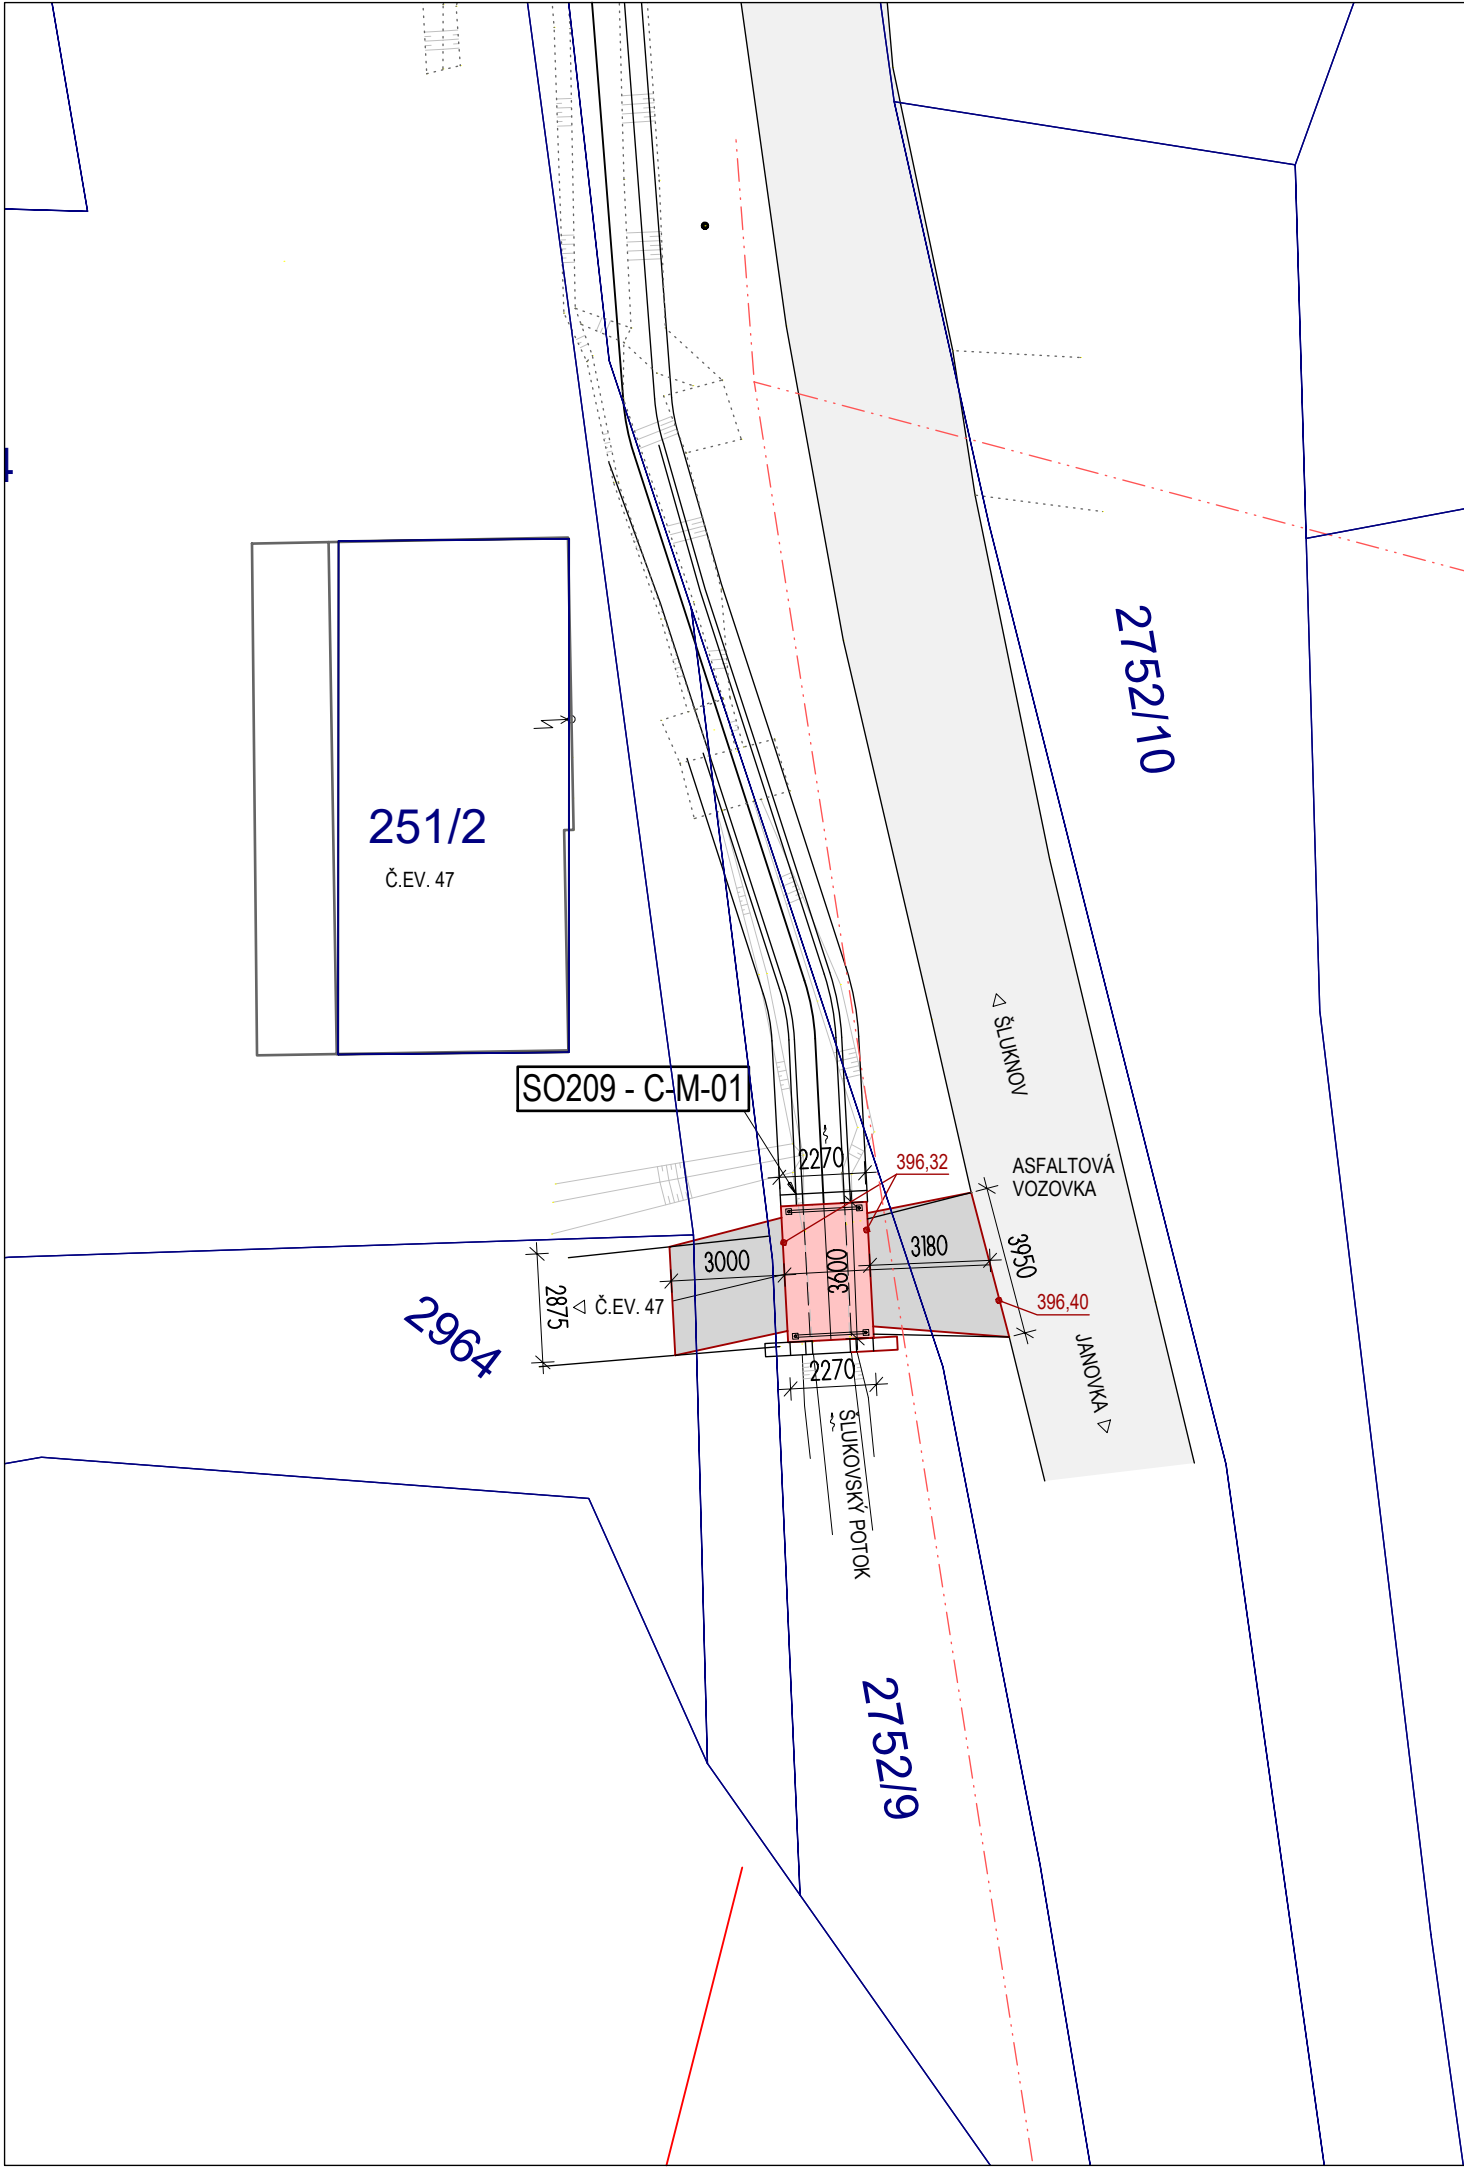 2752/10
251/2
Č.EV. 47
ŠLUKNOV
SO209 - C-M-01
2270
396,32
ASFALTOVÁ
VOZOVKA
3000
3600
3180
3950
2875
Č.EV. 47
396,40
2964
JANOVKA
2270
ŠLUKOVSKÝ POTOK
2752/9